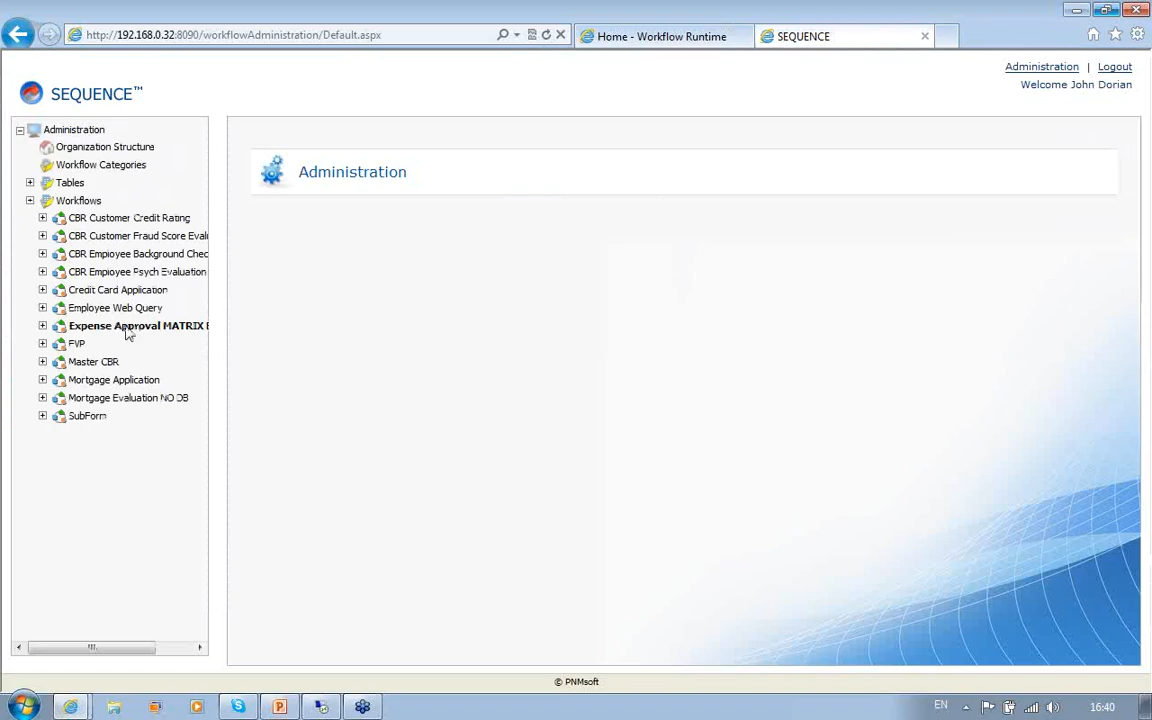 http://192.168.0.32:8090/workflowAdministration/Default.aspx
Home - Workflow Runtime
SEQUENCE
Administration | Logout
Welcome John Dorian
SEQUENCE™
Administration
Organization Structure
Workflow Categories
Tables
Workflows
CBR Customer Credit Rating
CBR Customer Fraud Score Evalu
CBR Employee Background Chec
CBR Employee Psych Evaluation
Credit Card Application
Employee Web Query
Expense Approval MATRIX
FVP
Master CBR
Mortgage Application
Mortgage Evaluation NO DB
SubForm
Administration
© PNMsoft
EN
16:40